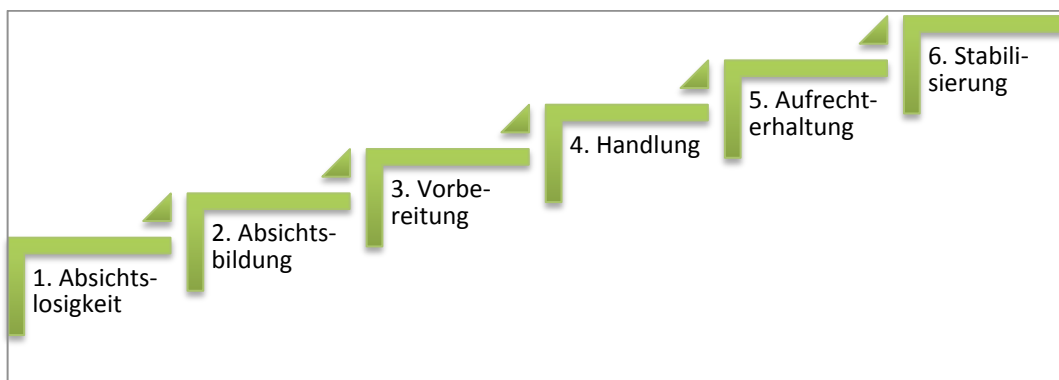 1. Absichts-
losigkeit
2. Absichts-
bildung
3. Vorbe-
reitung
4. Handlung
5. Aufrecht-
erhaltung
6. Stabili-
sierung